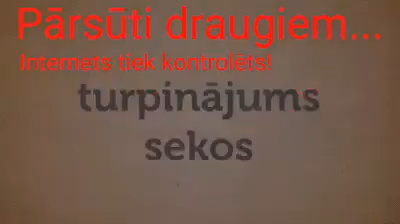 Pārsūti draugiem...
Internets tiek kontrolēts!
turpinājums
sekos